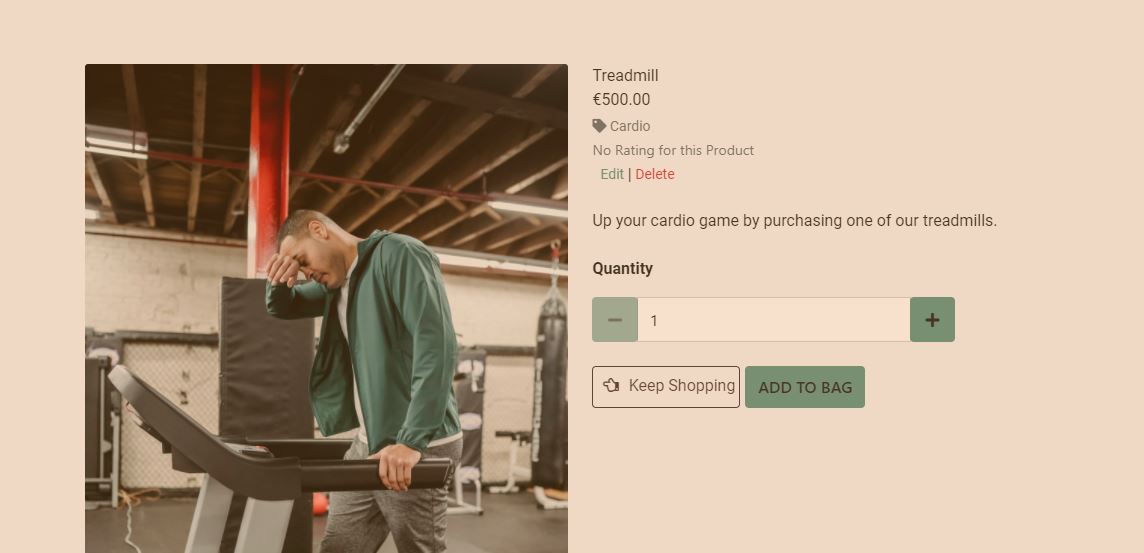 Treadmill
€500.00
Cardio
No Rating for this Product
Edit | Delete
Up your cardio game by purchasing one of our treadmills.
Quantity
1
Keep Shopping ADD TO BAG